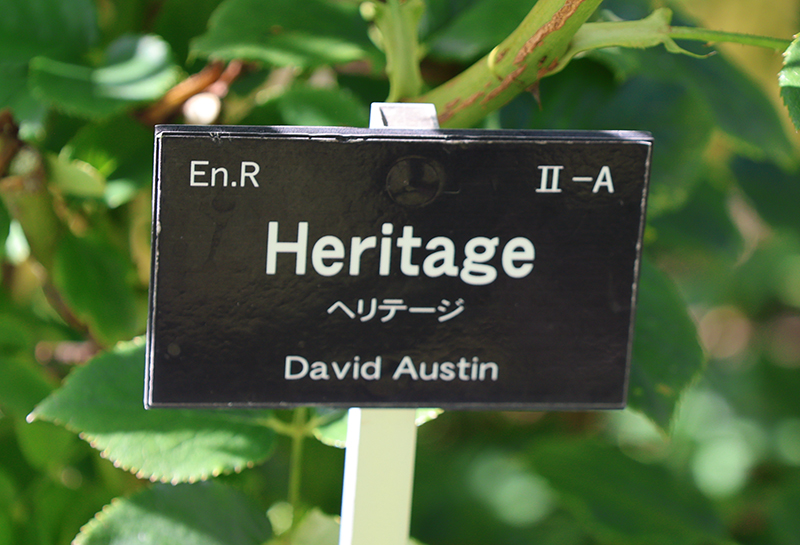 En.R Ⅱ-A
Heritage
ヘリテージ
David Austin